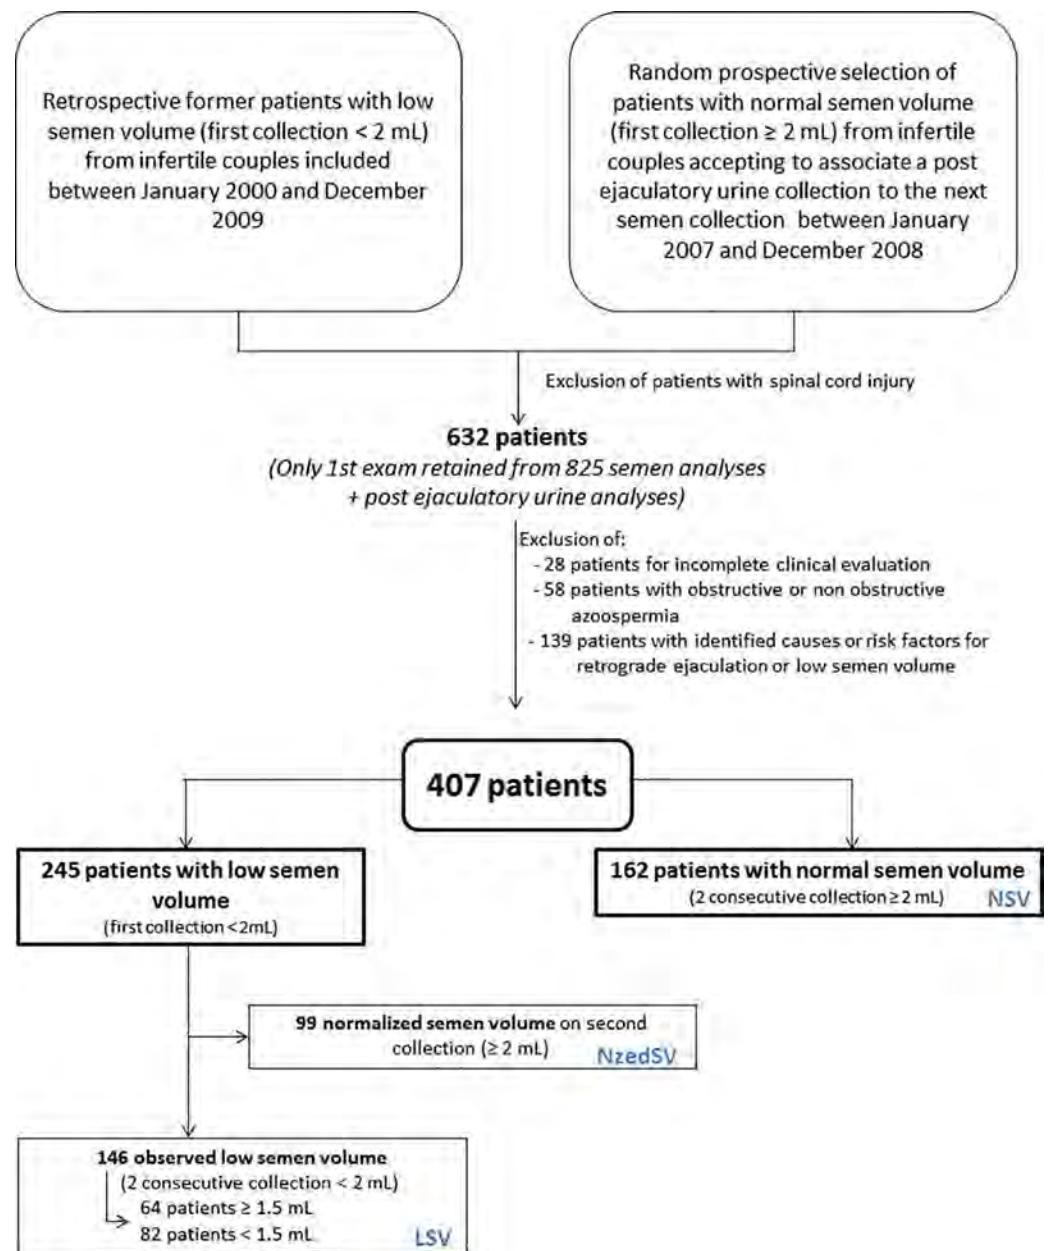 Retrospective former patients with low
semen volume (first collection < 2 mL)
from infertile couples included
between January 2000 and December
2009
Random prospective selection of
patients with normal semen volume
(first collection ≥ 2 mL) from infertile
couples accepting to associate a post
ejaculatory urine collection to the next
semen collection between January
2007 and December 2008
Exclusion of patients with spinal cord injury
632 patients
(Only 1st exam retained from 825 semen analyses
+ post ejaculatory urine analyses)
Exclusion of:
- 28 patients for incomplete clinical evaluation
- 58 patients with obstructive or non obstructive
azoospermia
- 139 patients with identified causes or risk factors for
retrograde ejaculation or low semen volume
407 patients
245 patients with low semen
volume
(first collection <2mL)
162 patients with normal semen volume
(2 consecutive collection ≥ 2 mL) NSV
99 normalized semen volume on second
collection (≥ 2 mL) NzedSV
146 observed low semen volume
(2 consecutive collection < 2 mL)
64 patients ≥ 1.5 mL
82 patients < 1.5 mL LSV